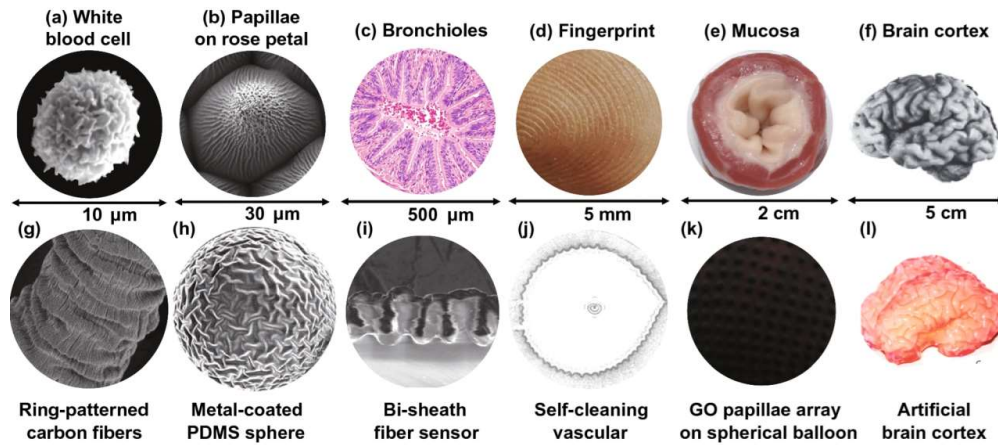 (a) White
blood cell
(b) Papillae
on rose petal
(c) Bronchioles
(d) Fingerprint
(e) Mucosa
(f) Brain cortex
10 μm
30 μm
500 μm
5 mm
2 cm
5 cm
(g)
(h)
(i)
(j)
(k)
(l)
Ring-patterned
carbon fibers
Metal-coated
PDMS sphere
Bi-sheath
fiber sensor
Self-cleaning
vascular
GO papillae array
on spherical balloon
Artificial
brain cortex